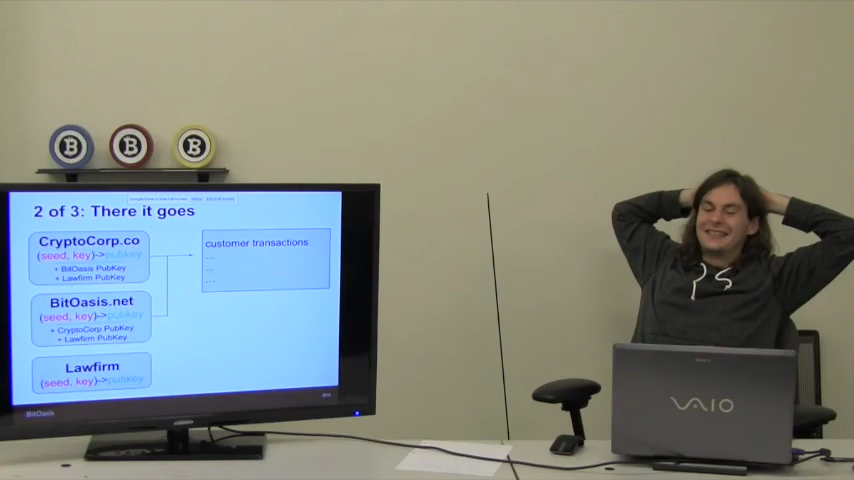 2 of 3: There it goes
CryptoCorp.co
(seed, key)->pubkey
+ BitOasis PubKey
+ Lawfirm PubKey
BitOasis.net
(seed, key)->pubkey
+ CryptoCorp PubKey
+ Lawfirm PubKey
Lawfirm
(seed, key)->pubkey
customer transactions
...
...
...
BitOasis
VAIO